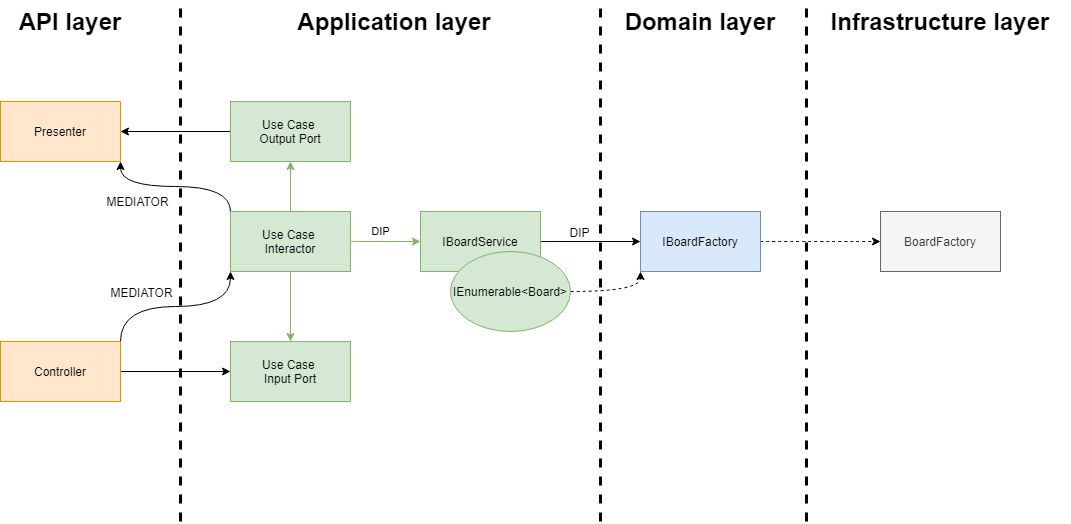 API layer
Application layer
Domain layer
Infrastructure layer
Presenter
Use Case
Output Port
MEDIATOR
Use Case
Interactor
DIP
IBoardService
DIP
IBoardFactory
BoardFactory
IEnumerable<Board>
MEDIATOR
Controller
Use Case
Input Port